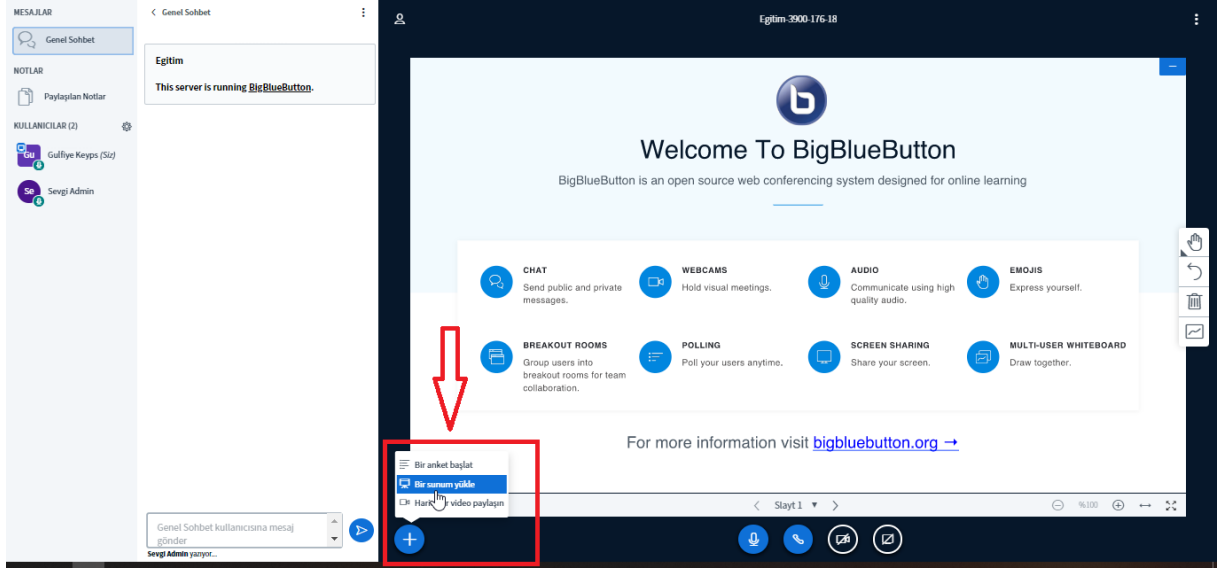 MESAJLAR
Genel Sohbet
NOTLAR
Paylaşılan Notlar
KULLANICILAR (2)
Gu
Gulfiye Keyps (Siz)
Se
Sevgi Admin
Genel Sohbet
Egitim
This server is running BigBlueButton.
Genel Sohbet kullanıcısına mesaj
gönder
Sevgi Admin yazıyor...
Egitim-3900-176-18
b
Welcome To BigBlueButton
BigBlueButton is an open source web conferencing system designed for online learning
CHAT
Send public and private
messages.
WEBCAMS
Hold visual meetings.
AUDIO
Communicate using high
quality audio.
EMOJIS
Express yourself.
BREAKOUT ROOMS
Group users into
breakout rooms for team
collaboration.
POLLING
Poll your users anytime.
SCREEN SHARING
Share your screen.
MULTI-USER WHITEBOARD
Draw together.
For more information visit bigbluebutton.org →
Bir anket başlat
Bir sunum yükle
video paylaşın
Slayt 1
%100